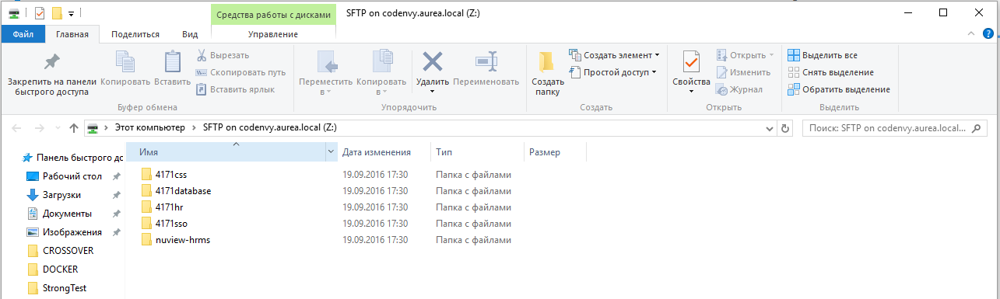 Средства работы с дисками
SFTP on codenvy.aurea.local (Z:)
Файл
Главная
Поделиться
Вид
Управление
Закрепить на панели
быстрого доступа
Копировать
Вставить
Вырезать
Скопировать путь
Вставить ярлык
Буфер обмена
Переместить
в
Копировать
в
Удалить
Переименовать
Упорядочить
Создать
папку
Создать элемент
Простой доступ
Создать
Свойства
Открыть
Изменить
Журнал
Открыть
Выделить все
Снять выделение
Обратить выделение
Выделить
Этот компьютер
SFTP on codenvy.aurea.local (Z:)
Поиск: SFTP on codenvy.aurea.local...
Панель быстрого дс
Рабочий стол
Загрузки
Документы
Изображения
CROSSOVER
DOCKER
StrongTest
Имя Дата изменения Тип Размер
4171css 19.09.2016 17:30 Папка с файлами
4171database 19.09.2016 17:30 Папка с файлами
4171hr 19.09.2016 17:30 Папка с файлами
4171sso 19.09.2016 17:30 Папка с файлами
nuview-hrms 19.09.2016 17:30 Папка с файлами